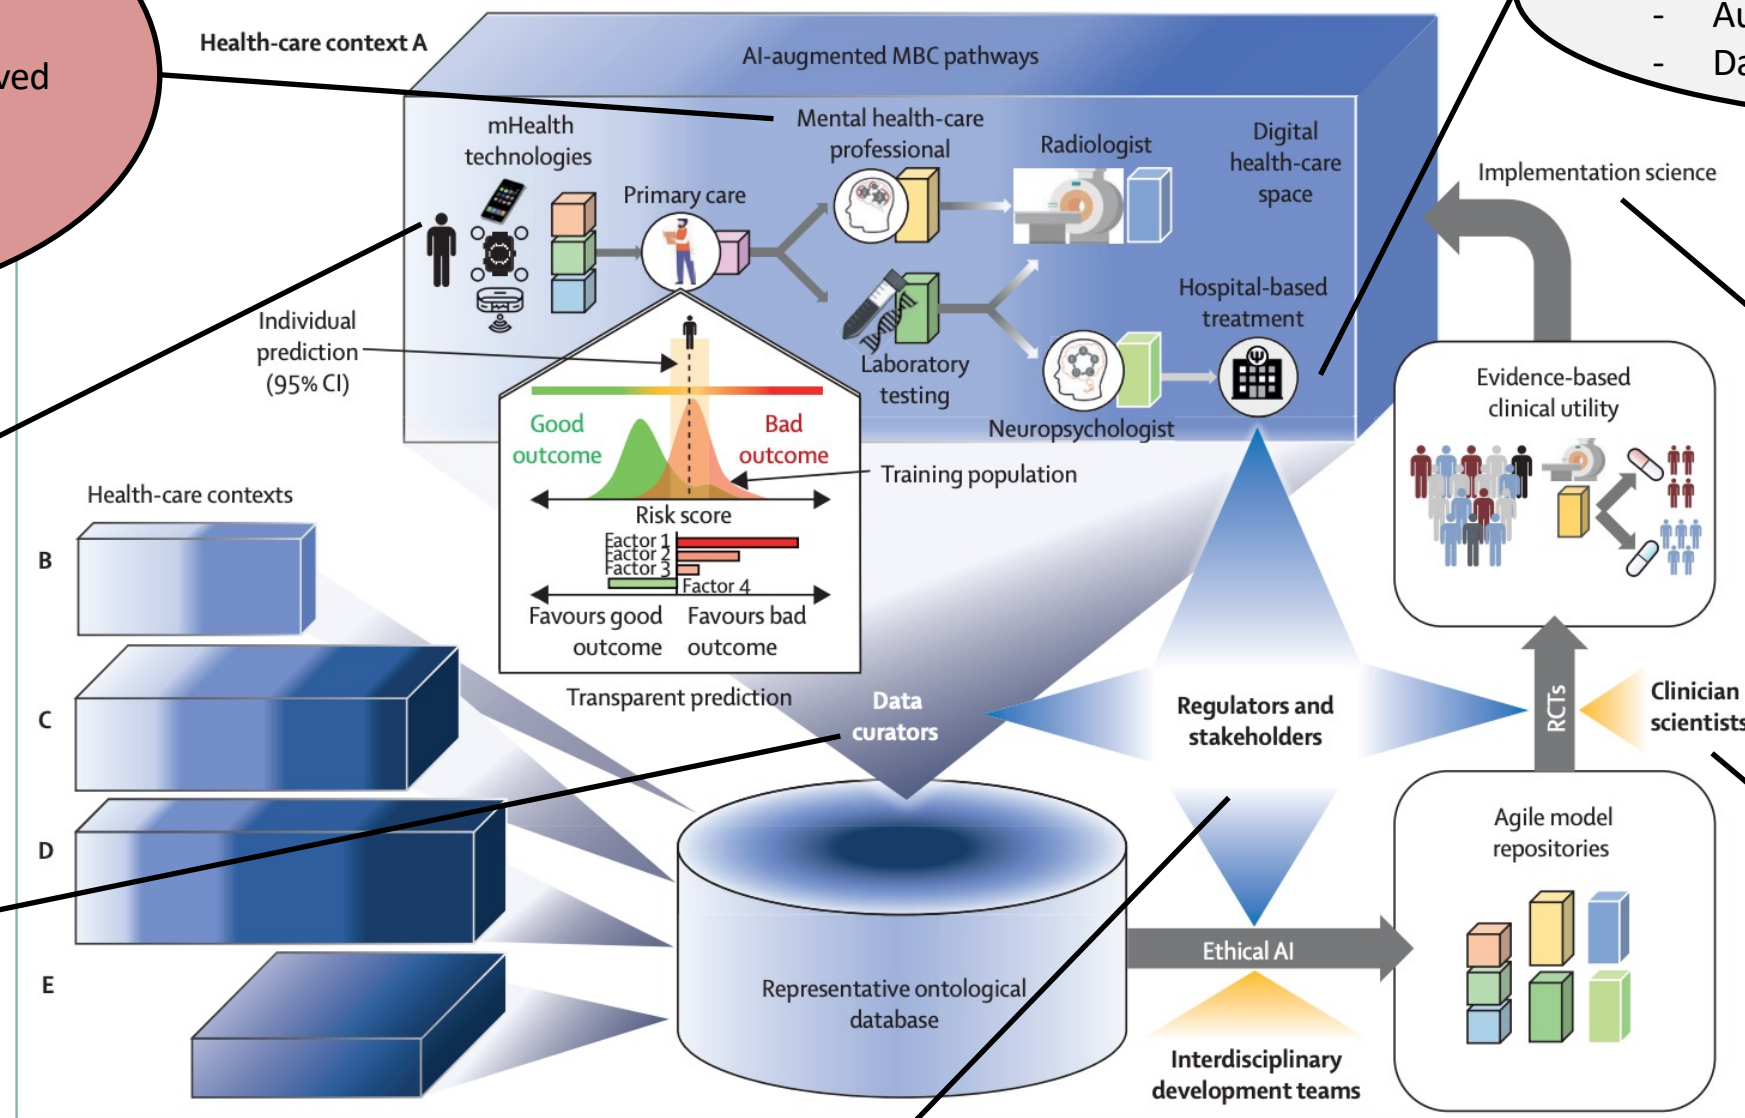 ved
- Au
- Da
Health-care context A
AI-augmented MBC pathways
mHealth
technologies
Primary care
Mental health-care
professional
Radiologist
Digital
health-care
space
Implementation science
Individual
prediction
(95% CI)
Laboratory
testing
Hospital-based
treatment
Neuropsychologist
Evidence-based
clinical utility
Good
outcome
Bad
outcome
Training population
Risk score
Factor 1
Factor 2
Factor 3
Factor 4
Favours good
outcome
Favours bad
outcome
Transparent prediction
Health-care contexts
B
C
D
E
Data
curators
Regulators and
stakeholders
RCTs
Clinician
scientists
Agile model
repositories
Ethical AI
Representative ontological
database
Interdisciplinary
development teams